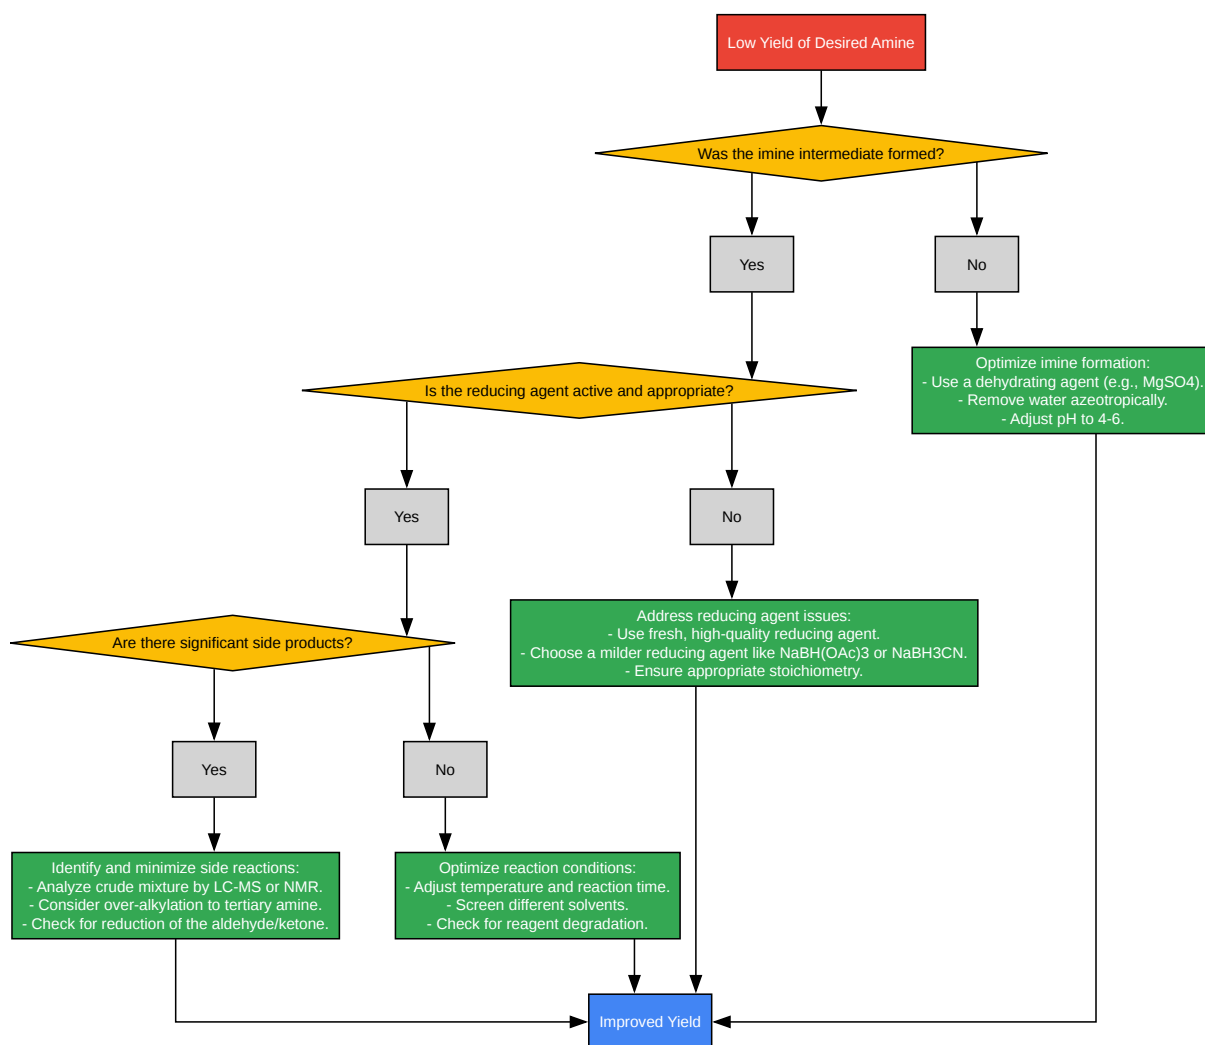 Low Yield of Desired Amine
Was the imine intermediate formed?
Yes
No
Optimize imine formation:
- Use a dehydrating agent (e.g., MgSO4).
- Remove water azeotropically.
- Adjust pH to 4-6.
Is the reducing agent active and appropriate?
Yes
No
Address reducing agent issues:
- Use fresh, high-quality reducing agent.
- Choose a milder reducing agent like NaBH(OAc)3 or NaBH3CN.
- Ensure appropriate stoichiometry.
Are there significant side products?
Yes
No
Identify and minimize side reactions:
- Analyze crude mixture by LC-MS or NMR.
- Consider over-alkylation to tertiary amine.
- Check for reduction of the aldehyde/ketone.
Optimize reaction conditions:
- Adjust temperature and reaction time.
- Screen different solvents.
- Check for reagent degradation.
Improved Yield